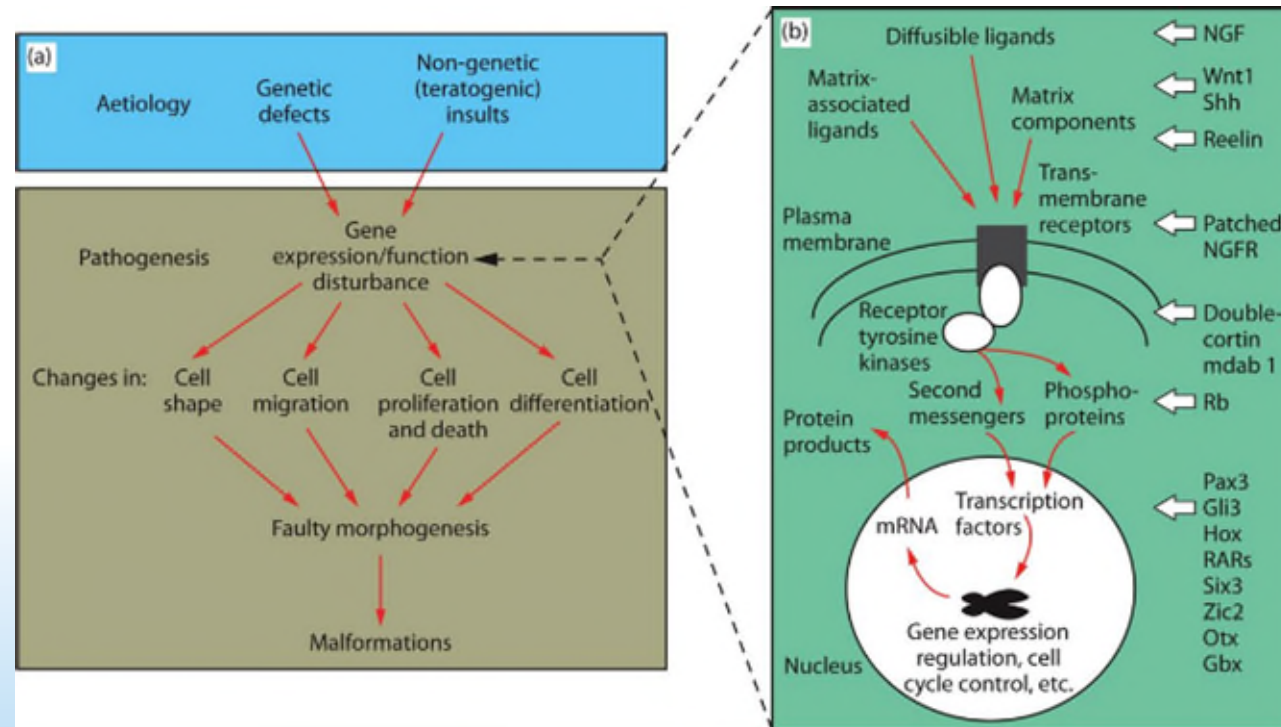 (a)
Aetiology
Genetic
defects
Non-genetic
(teratogenic)
insults
Pathogenesis
Gene
expression/function
disturbance
Changes in:
Cell
shape
Cell
migration
Cell
proliferation
and death
Cell
differentiation
Faulty morphogenesis
Malformations
(b)
Diffusible ligands
Matrix-
associated
ligands
Matrix
components
Trans-
membrane
receptors
Plasma
membrane
Receptor
tyrosine
kinases
Second
messengers
Phospho-
proteins
Protein
products
mRNA
Transcription
factors
Gene expression
regulation, cell
cycle control, etc.
Nucleus
NGF
Wnt1
Shh
Reelin
Patched
NGFR
Double-
cortin
mdab 1
Rb
Pax3
Gli3
Hox
RARs
Six3
Zic2
Otx
Gbx